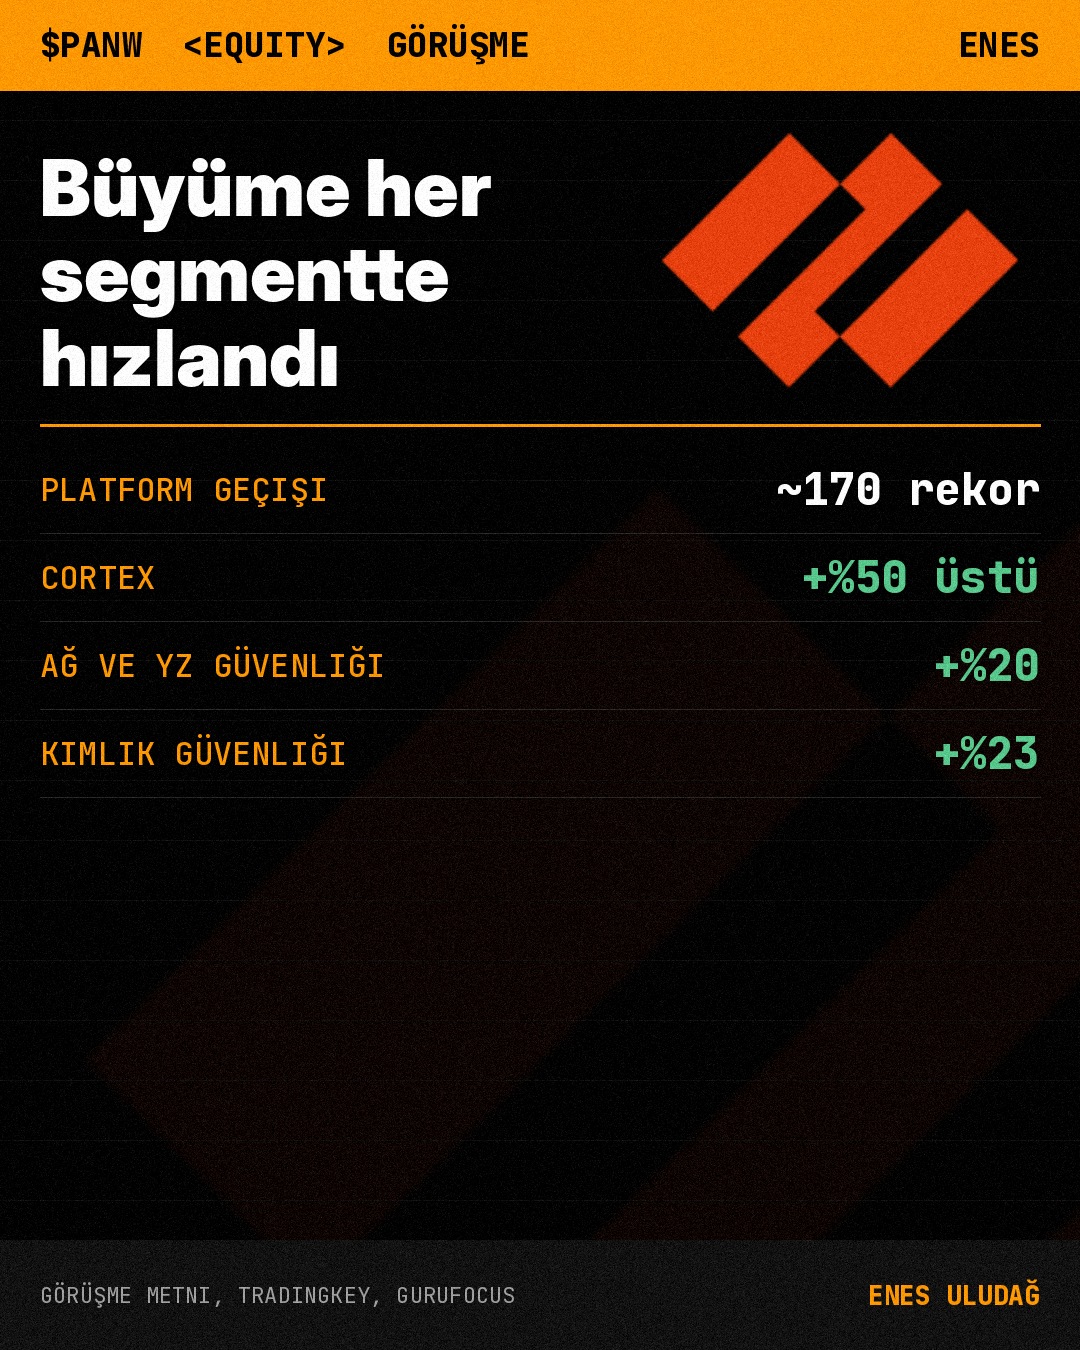 $PANW <EQUITY> GÖRÜŞME ENES
Büyüme her
segmentte
hızlandı
PLATFORM GEÇIŞI ~170 rekor
CORTEX +%50 üstü
AĞ VE YZ GÜVENLIĞI +%20
KIMLIK GÜVENLIĞI +%23
GÖRÜŞME METNI, TRADINGKEY, GURUFOCUS ENES ULUDAĞ